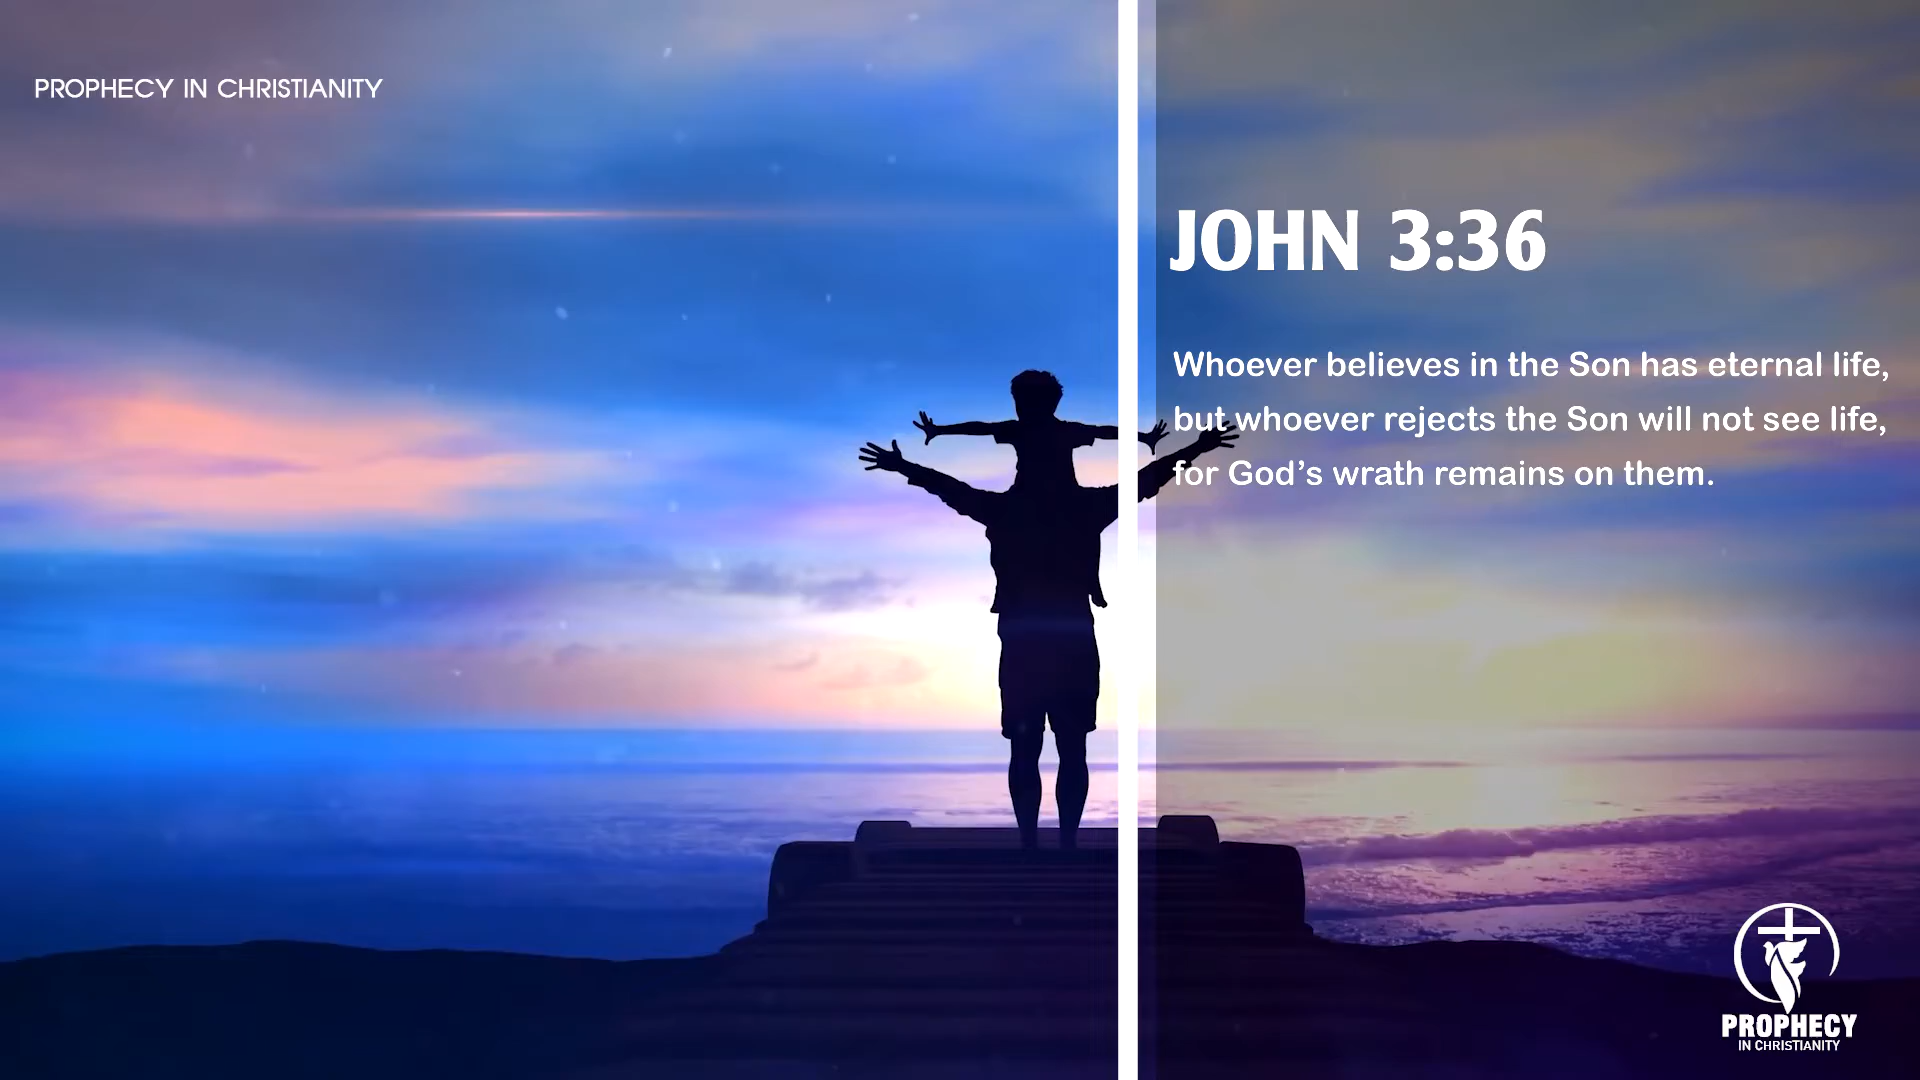 PROPHECY IN CHRISTIANITY
JOHN 3:36
Whoever believes in the Son has eternal life,
but whoever rejects the Son will not see life,
for God’s wrath remains on them.
PROPHECY
IN CHRISTIANITY